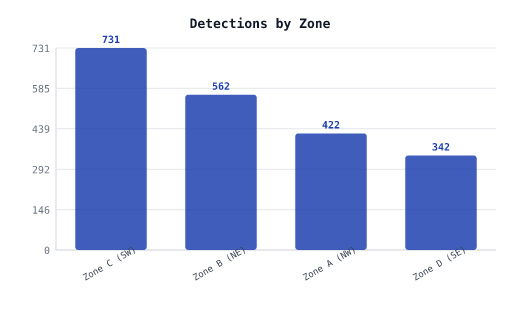 Detections by Zone
731
562
422
342
731
585
439
292
146
0
Zone C (SW)
Zone B (NE)
Zone A (NW)
Zone D (SE)